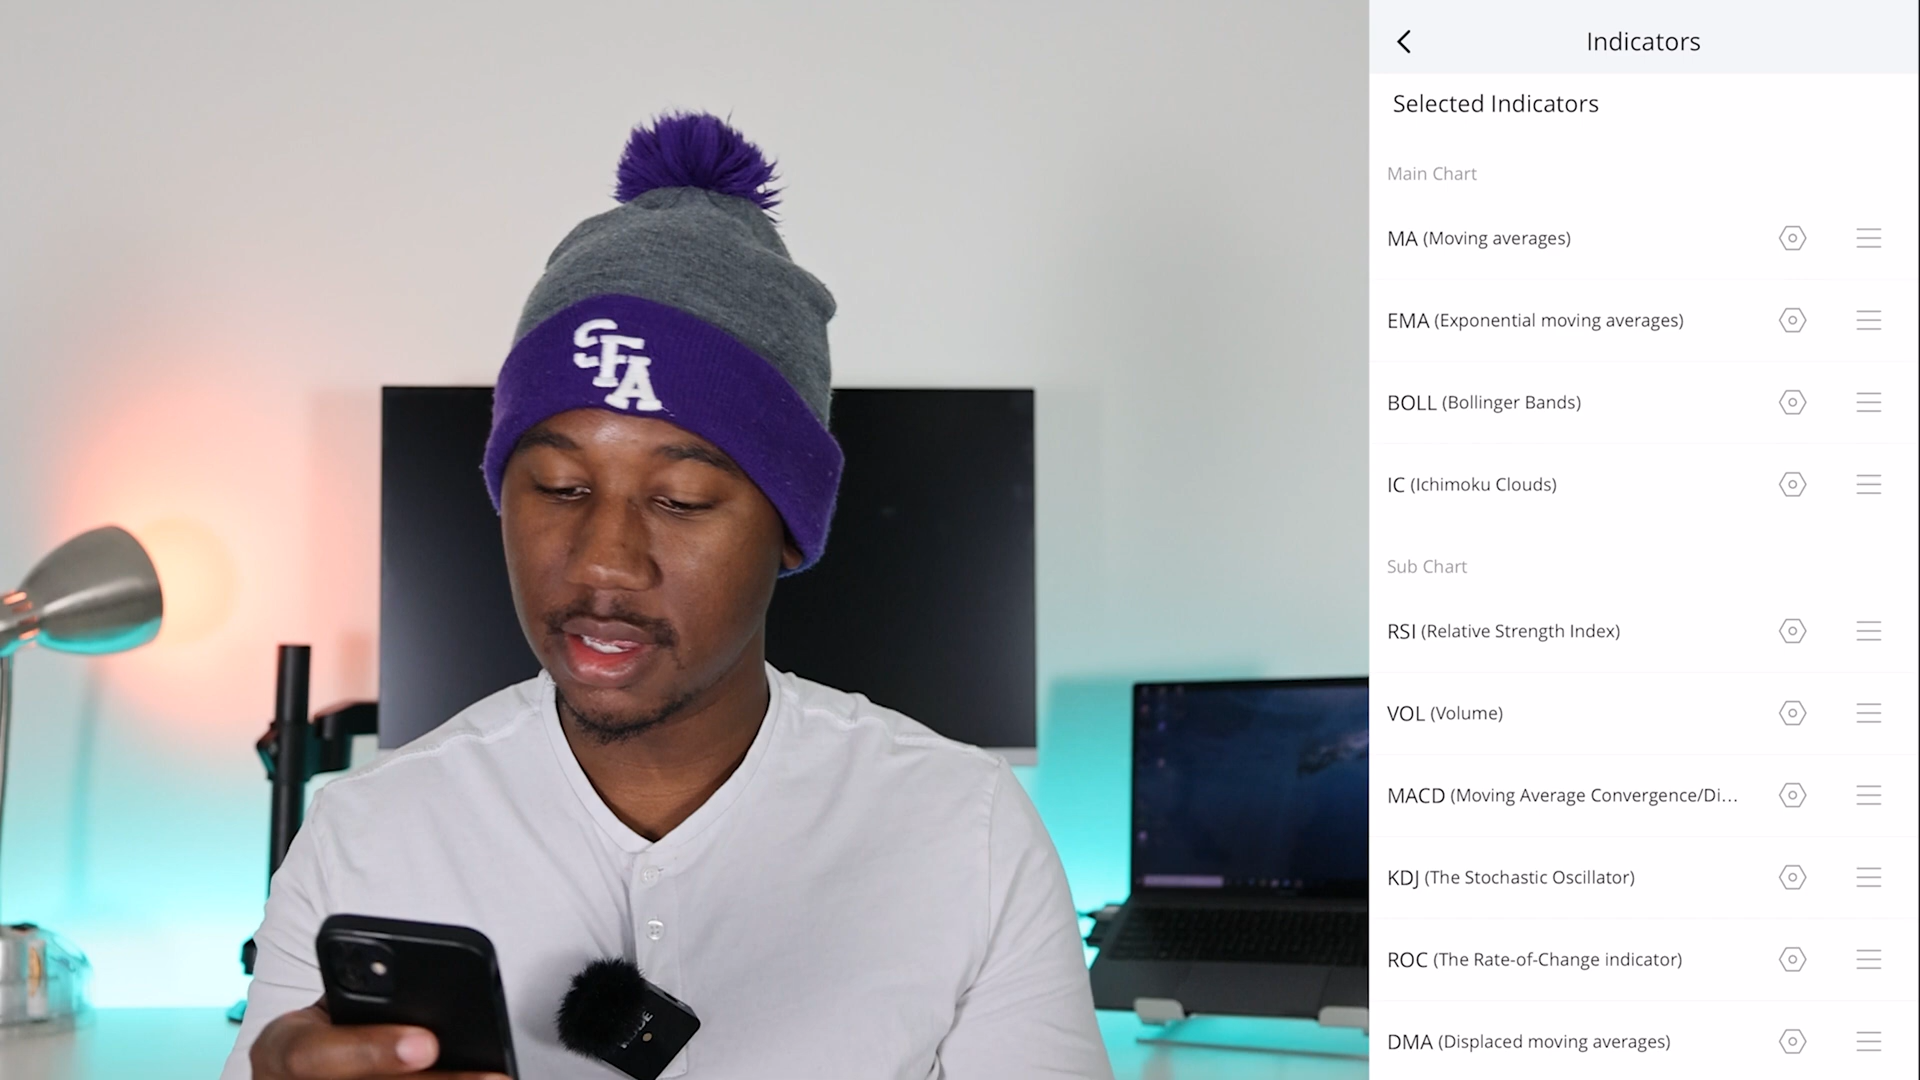 SFA
Indicators
Selected Indicators
Main Chart
MA (Moving averages)
EMA (Exponential moving averages)
BOLL (Bollinger Bands)
IC (Ichimoku Clouds)
Sub Chart
RSI (Relative Strength Index)
VOL (Volume)
MACD (Moving Average Convergence/Di...
KDJ (The Stochastic Oscillator)
ROC (The Rate-of-Change indicator)
DMA (Displaced moving averages)